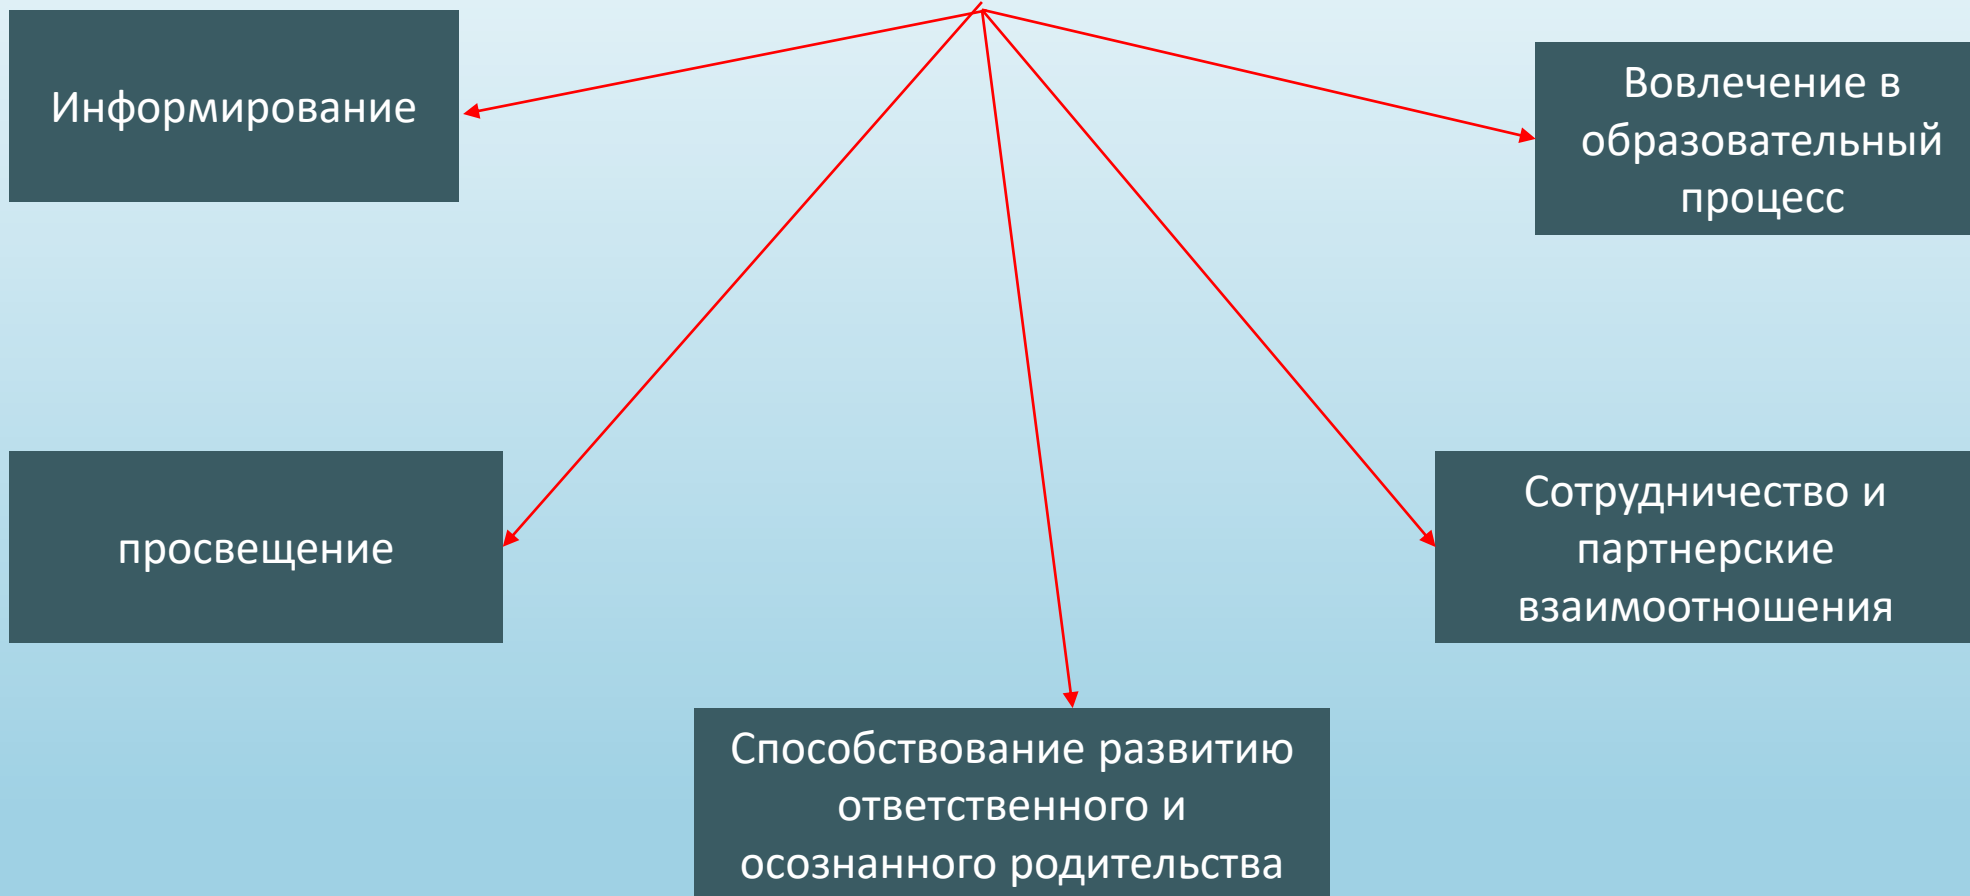 Информирование
Вовлечение в
образовательный
процесс
просвещение
Сотрудничество и
партнерские
взаимоотношения
Способствование развитию
ответственного и
осознанного родительства